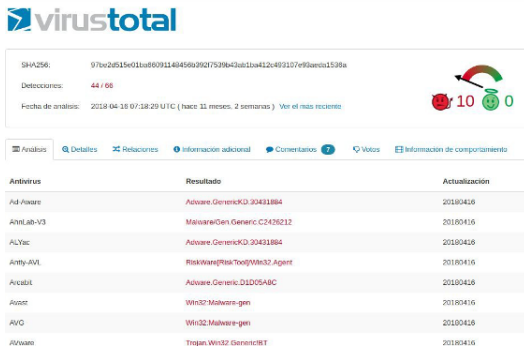 virustotal
SHA256:
Detecciones: 44 / 66
Fecha de análisis: 2018-04-16 07:18:29 UTC ( hace 11 meses, 2 semanas ) Ver el más reciente
10 0
Análisis Detalles Relaciones Información adicional Comentarios 7 Votos Información de comportamiento
Antivirus Resultado Actualización
Ad-Aware Adware.GenericKD.30431884 20180416
AhnLab-V3 Malware/Gen.Generic.C2426212 20180416
ALYac Adware.GenericKD.30431884 20180416
Antiy-AVL RiskWare[RiskTool]/Win32.Agent 20180416
Arcabit Adware.Generic.D1D05A8C 20180416
Avast Win32:Malware-gen 20180416
AVG Win32:Malware-gen 20180416
AVware Trojan.Win32.Generic!BT 20180416